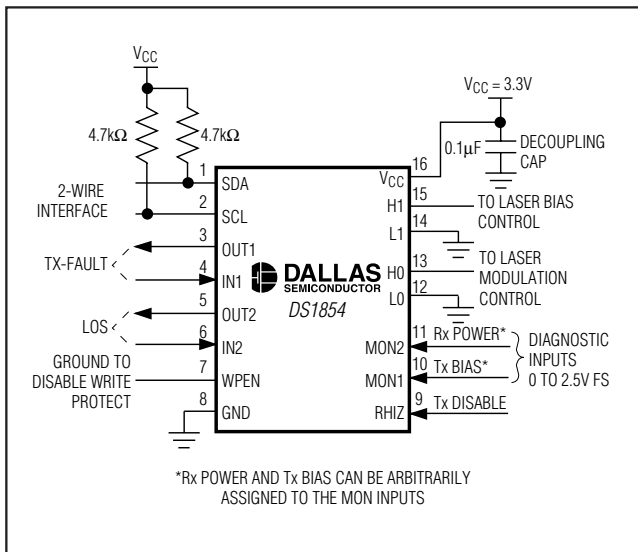 VCC
4.7kΩ
4.7kΩ
2-WIRE
INTERFACE
TX-FAULT
LOS
GROUND TO
DISABLE WRITE
PROTECT
1
SDA
2
SCL
3
OUT1
4
IN1
5
OUT2
6
IN2
7
WPEN
8
GND
DALLAS
SEMICONDUCTOR
DS1854
16
VCC
15
H1
14
L1
13
H0
12
L0
11
MON2
10
MON1
9
RHIZ
VCC = 3.3V
0.1µF
DECOUPLING
CAP
TO LASER BIAS
CONTROL
TO LASER
MODULATION
CONTROL
Rx POWER*
Tx BIAS*
DIAGNOSTIC
INPUTS
0 TO 2.5V FS
Tx DISABLE
*Rx POWER AND Tx BIAS CAN BE ARBITRARILY
ASSIGNED TO THE MON INPUTS